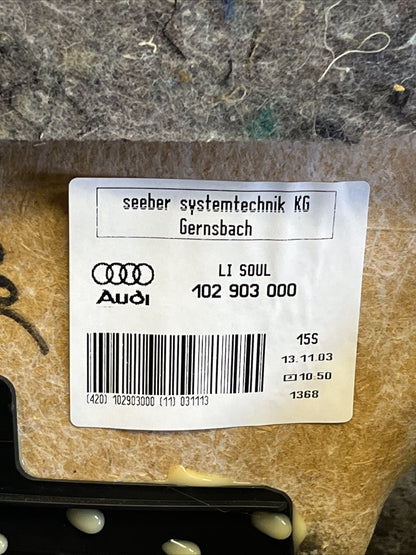 seeber systemtechnik KG
Gernsbach
LI SOUL
Audi
102 903 000
15S
13.11.03
10.50
1368
(420) 102903000 (11) 031113